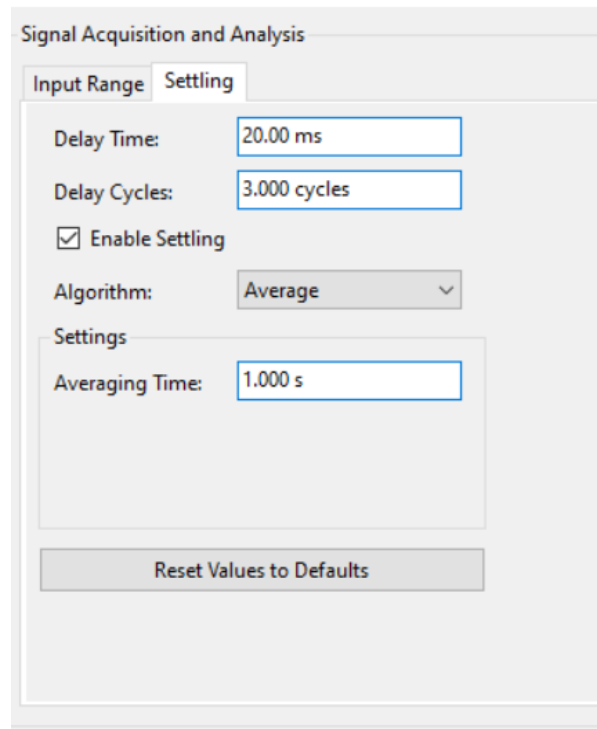 Signal Acquisition and Analysis
Input Range Settling
Delay Time: 20.00 ms
Delay Cycles: 3.000 cycles
Enable Settling
Algorithm: Average
Settings
Averaging Time: 1.000 s
Reset Values to Defaults